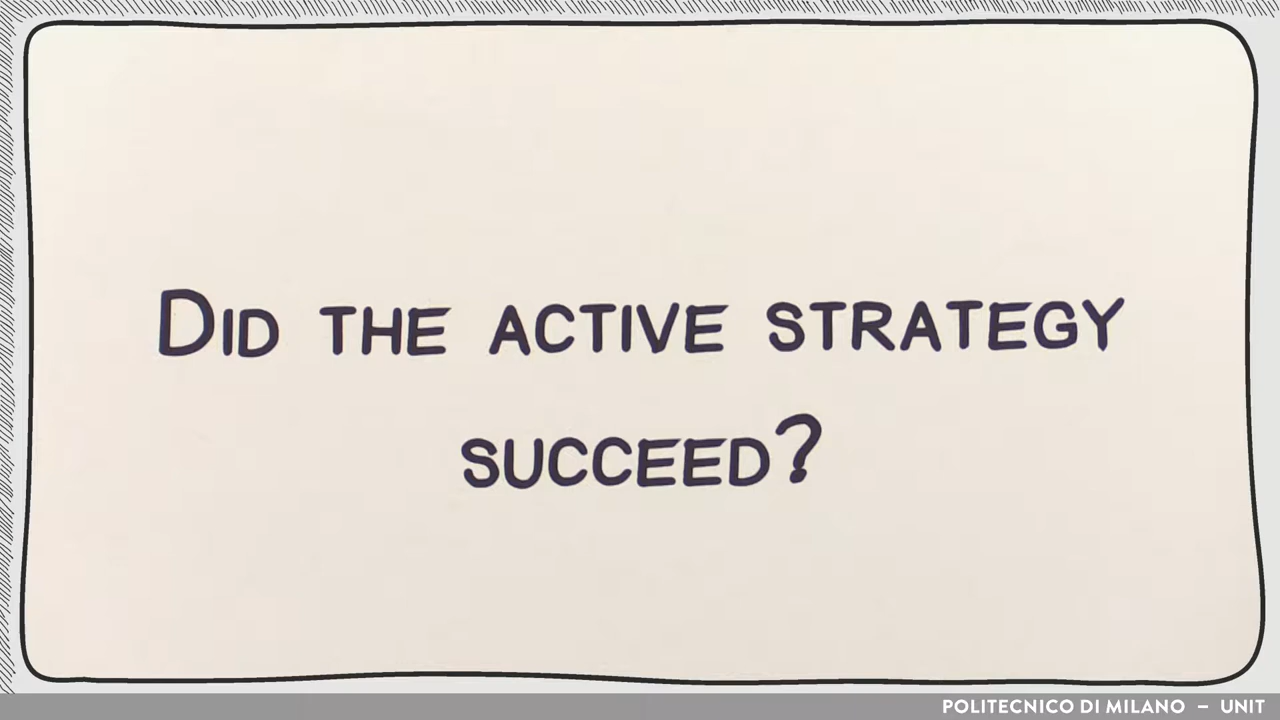 Did the active strategy
succeed?
POLITECNICO DI MILANO – UNIT